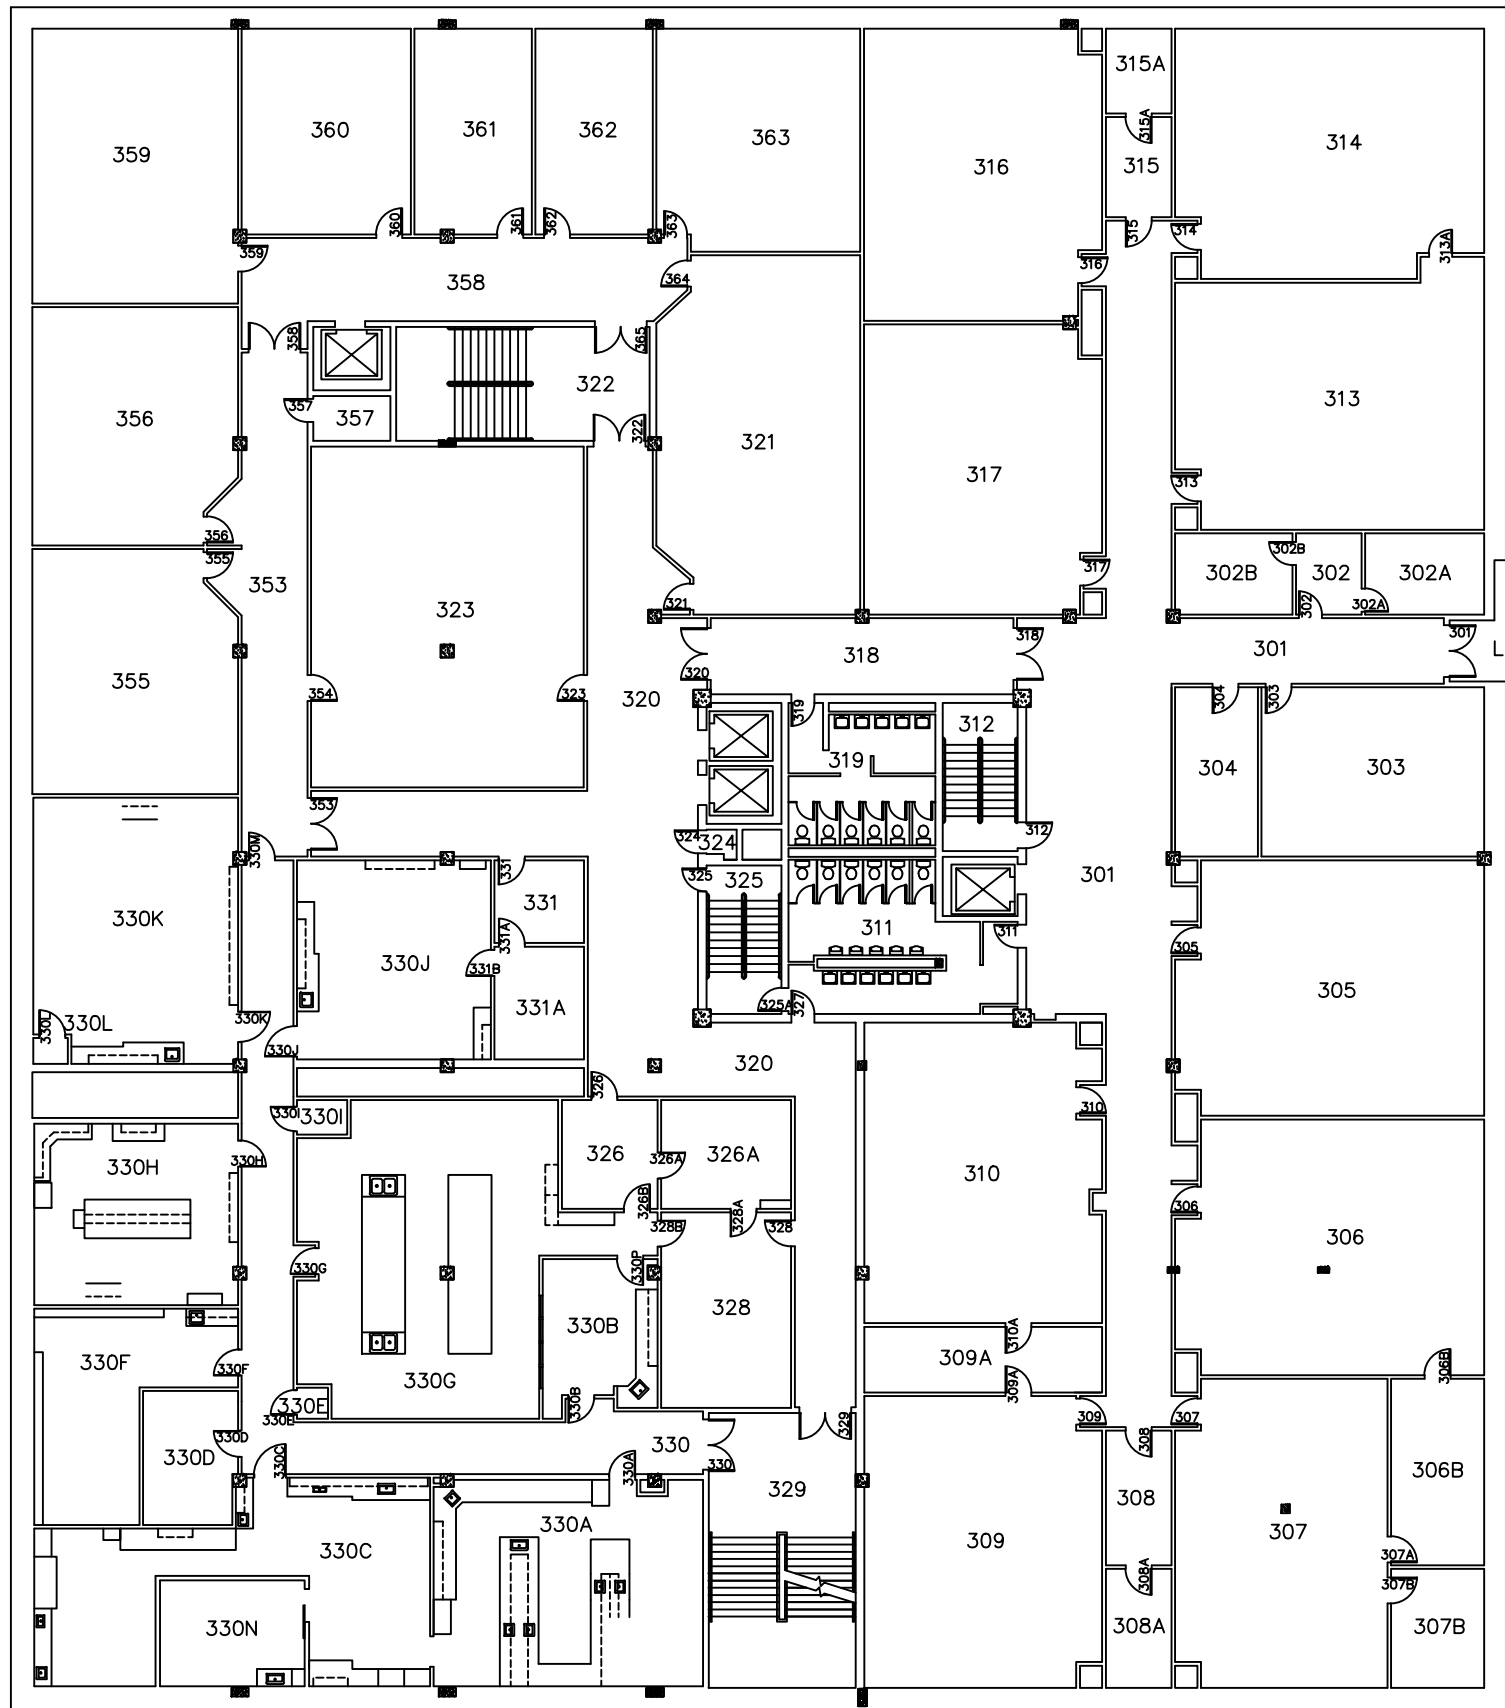 315A
359
360
361
362
363
316
315A
315
314
360
361
362
363
315
314
313A
359
358
364
316
358
365
357
322
357
356
322
321
317
313
313
356
355
353
323
317
302B
302B
302
302A
302A
302
321
318
318
301
301
L
320
355
354
323
320
304
303
319
312
319
304
303
353
324
324
312
330M
331
325
325
301
330K
331
331A
311
311
305
330J
331B
331A
305
325A
327
330L
330L
330K
330J
320
326
330I
330I
310
330H
330H
326
326A
326A
310
326B
328B
328A
328
306
306
330G
330P
328
330B
310A
309A
309A
330F
330F
330G
306B
330E
330E
330B
309
307
329
330D
330D
330C
330
330
330A
308
308
306B
329
330A
307
330C
309
307A
308A
307B
330N
308A
307B